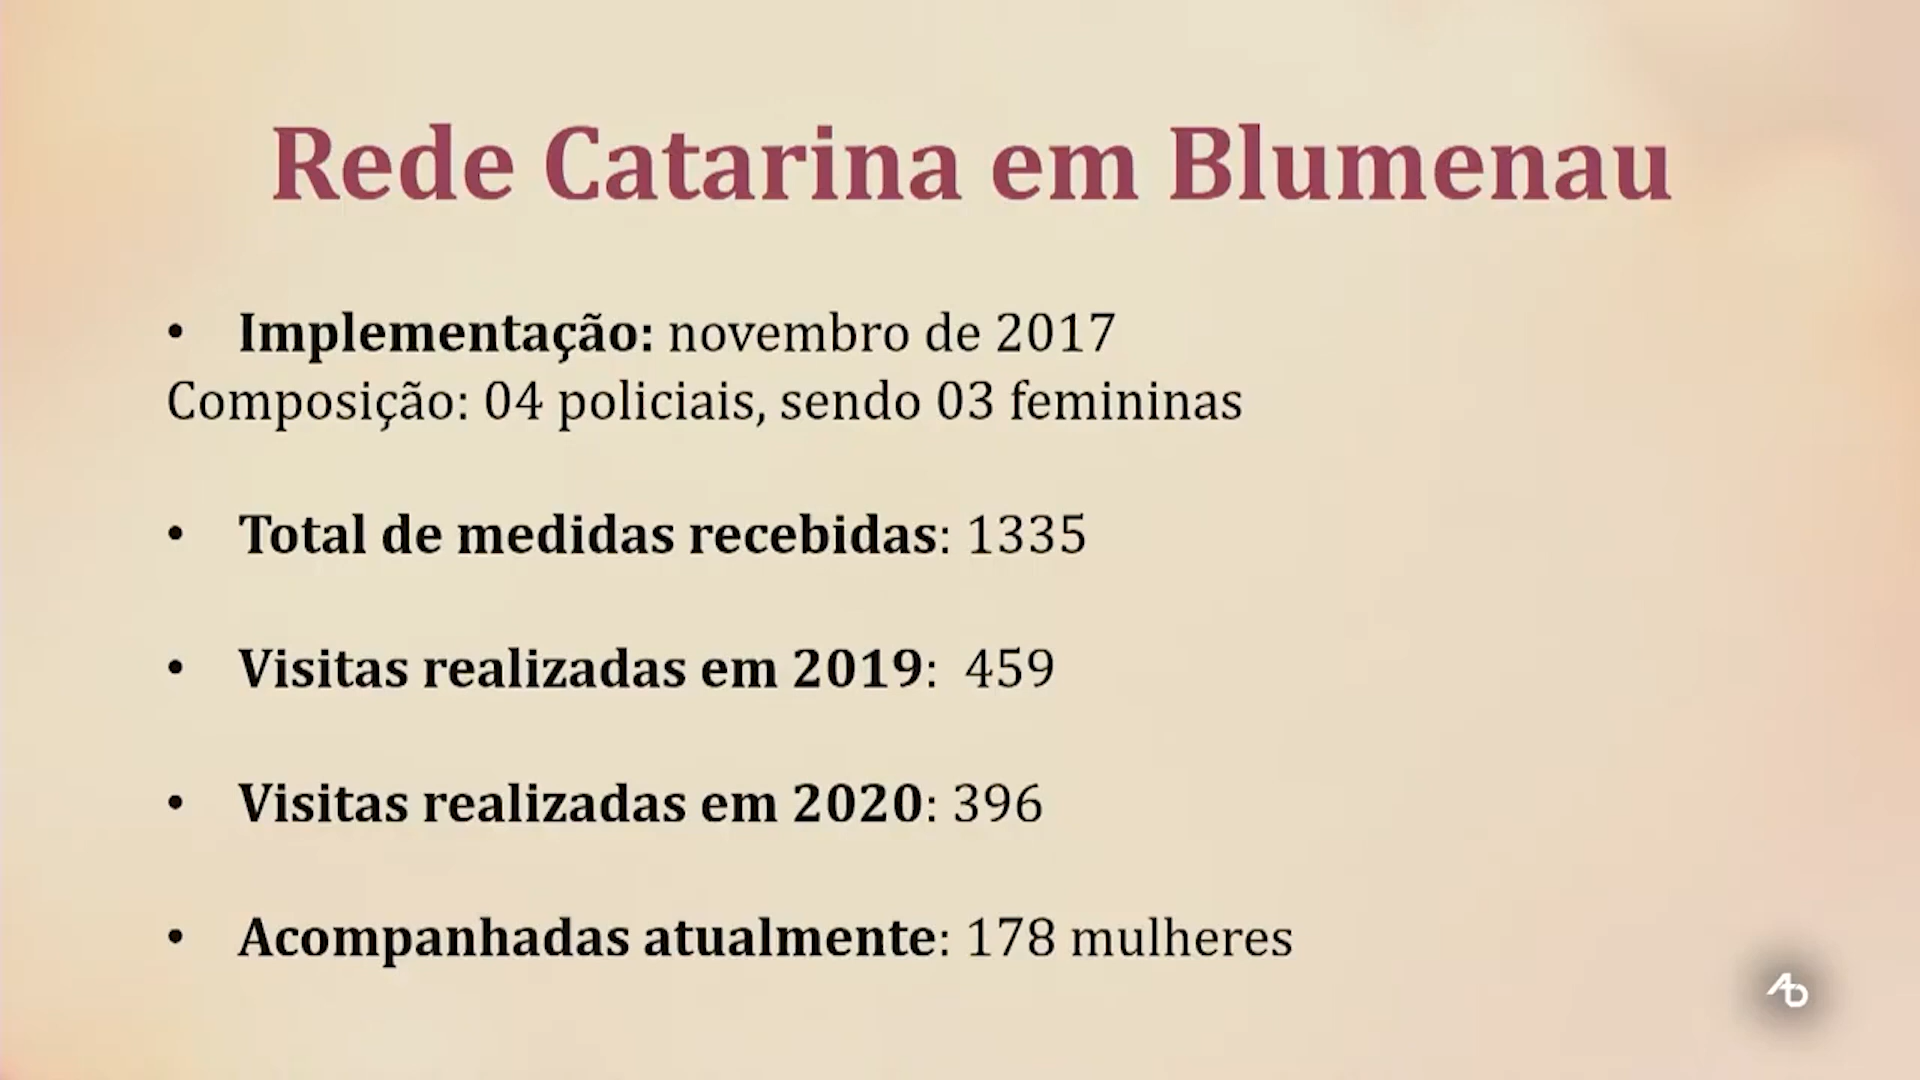 Rede Catarina em Blumenau
• Implementação: novembro de 2017
Composição: 04 policiais, sendo 03 femininas
• Total de medidas recebidas: 1335
• Visitas realizadas em 2019:  459
• Visitas realizadas em 2020: 396
• Acompanhadas atualmente: 178 mulheres